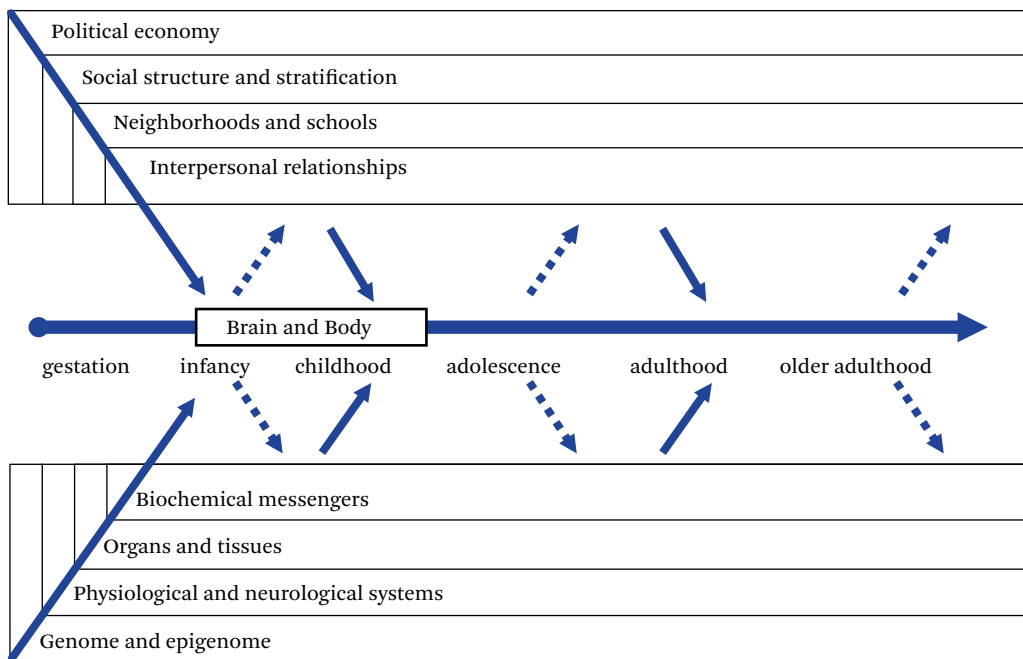 Political economy
Social structure and stratification
Neighborhoods and schools
Interpersonal relationships
Brain and Body
gestation infancy childhood adolescence adulthood older adulthood
Biochemical messengers
Organs and tissues
Physiological and neurological systems
Genome and epigenome